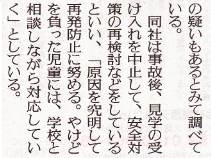 の疑いもあるとみて調べて
いる。
　同社は事故後、見学の受
け入れを中止して、安全対
策の再検討などをしている
といい、「原因を究明して
再発防止に努める。やけど
を負った児童には、学校と
相談しながら対応してい
く」としている。